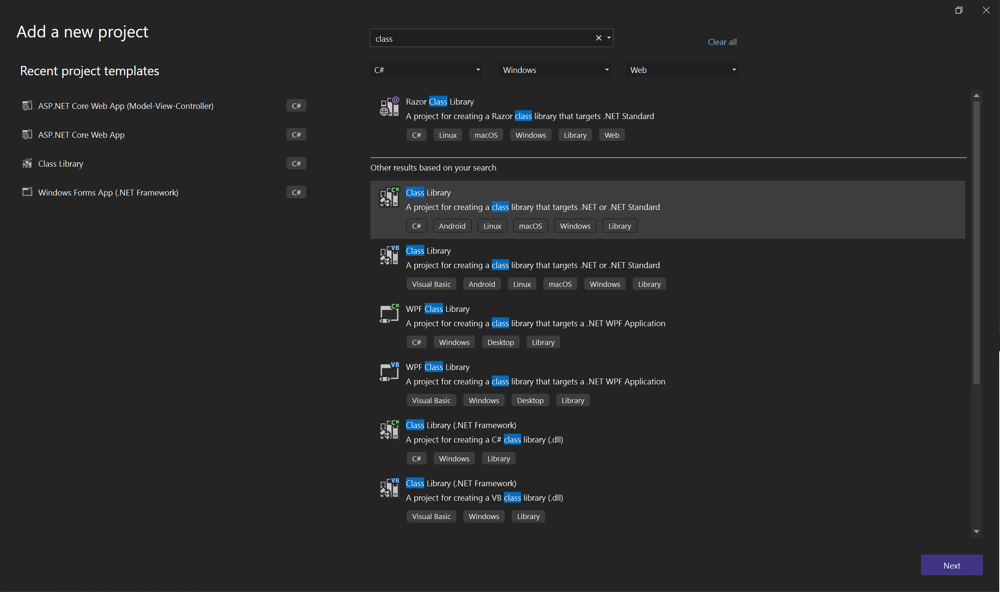 Add a new project
Recent project templates
ASP.NET Core Web App (Model-View-Controller) C#
ASP.NET Core Web App C#
Class Library C#
Windows Forms App (.NET Framework) C#
class
Clear all
C# Windows Web
Razor Class Library
A project for creating a Razor class library that targets .NET Standard
C# Linux macOS Windows Library Web
Other results based on your search
Class Library
A project for creating a class library that targets .NET or .NET Standard
C# Android Linux macOS Windows Library
Class Library
A project for creating a class library that targets .NET or .NET Standard
Visual Basic Android Linux macOS Windows Library
WPF Class Library
A project for creating a class library that targets a .NET WPF Application
C# Windows Desktop Library
WPF Class Library
A project for creating a class library that targets a .NET WPF Application
Visual Basic Windows Desktop Library
Class Library (.NET Framework)
A project for creating a C# class library (.dll)
C# Windows Library
Class Library (.NET Framework)
A project for creating a VB class library (.dll)
Visual Basic Windows Library
Next